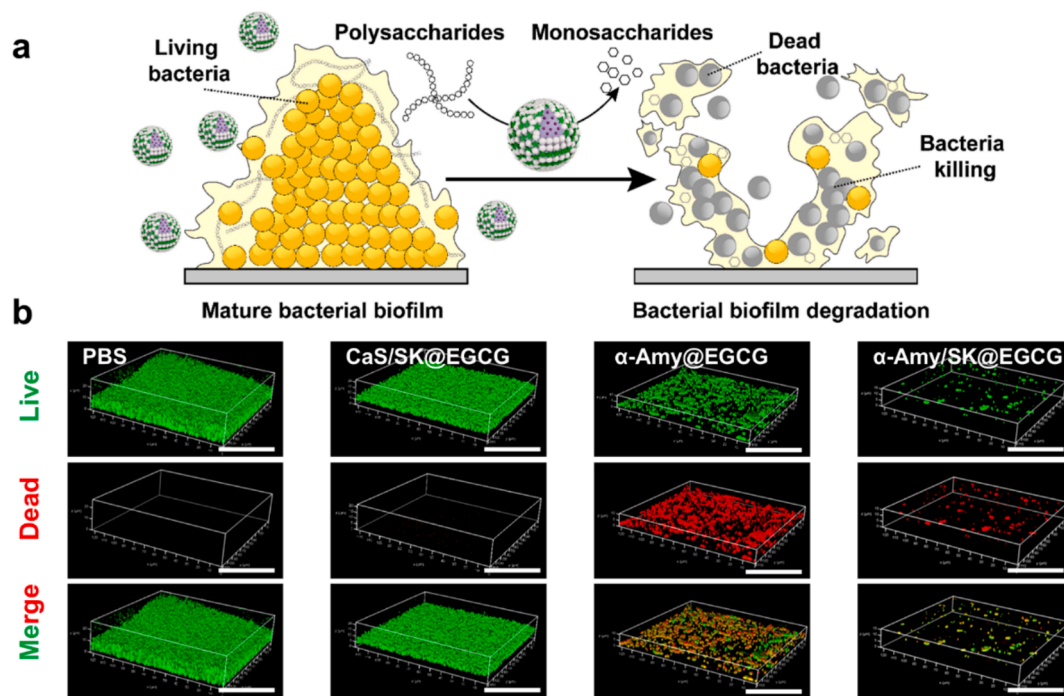 a
Living
bacteria
Polysaccharides
Monosaccharides
Dead
bacteria
Bacteria
killing
Mature bacterial biofilm
Bacterial biofilm degradation
b
PBS
CaS/SK@EGCG
α-Amy@EGCG
α-Amy/SK@EGCG
Live
Dead
Merge